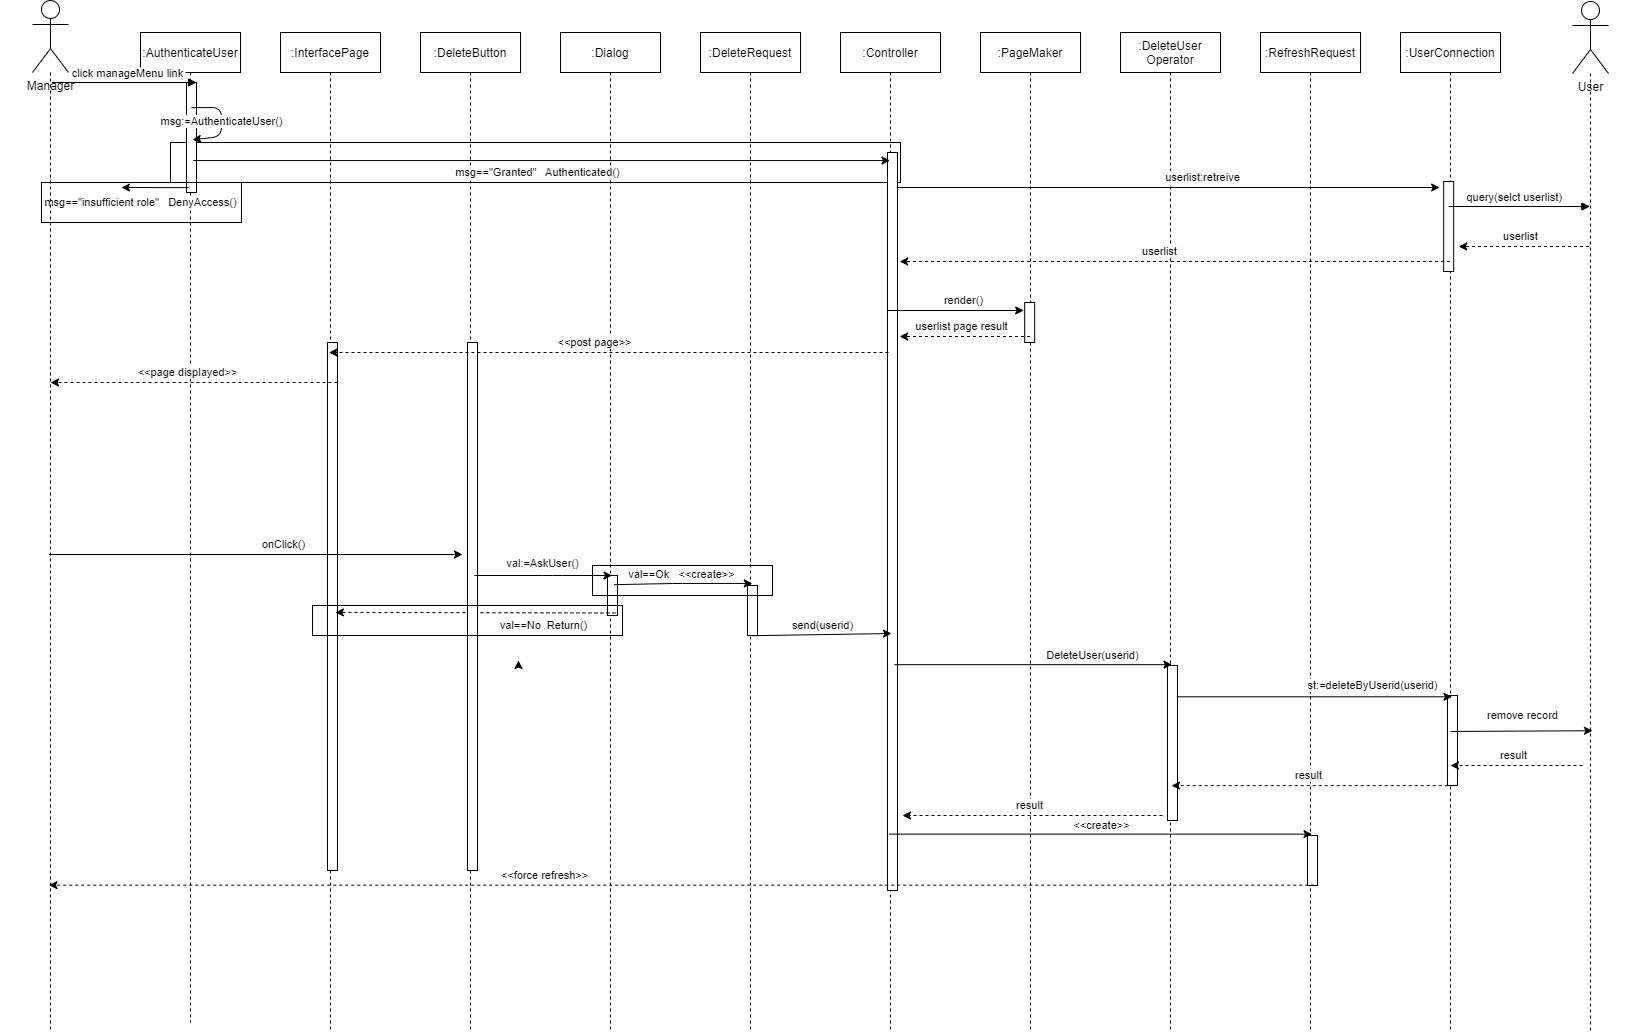 :AuthenticateUser
:InterfacePage
:DeleteButton
:Dialog
:DeleteRequest
:Controller
:PageMaker
:DeleteUser
Operator
:RefreshRequest
:UserConnection
click manageMenu link
Manager
User
msg:=AuthenticateUser()
msg=="Granted" Authenticated()
userlist:retreive
msg=="insufficient role" DenyAccess()
query(selct userlist)
userlist
userlist
render()
userlist page result
<<post page>>
<<page displayed>>
onClick()
val:=AskUser()
val==Ok <<create>>
val==No Return()
send(userid)
DeleteUser(userid)
st:=deleteByUserid(userid)
remove record
result
result
result
<<create>>
<<force refresh>>